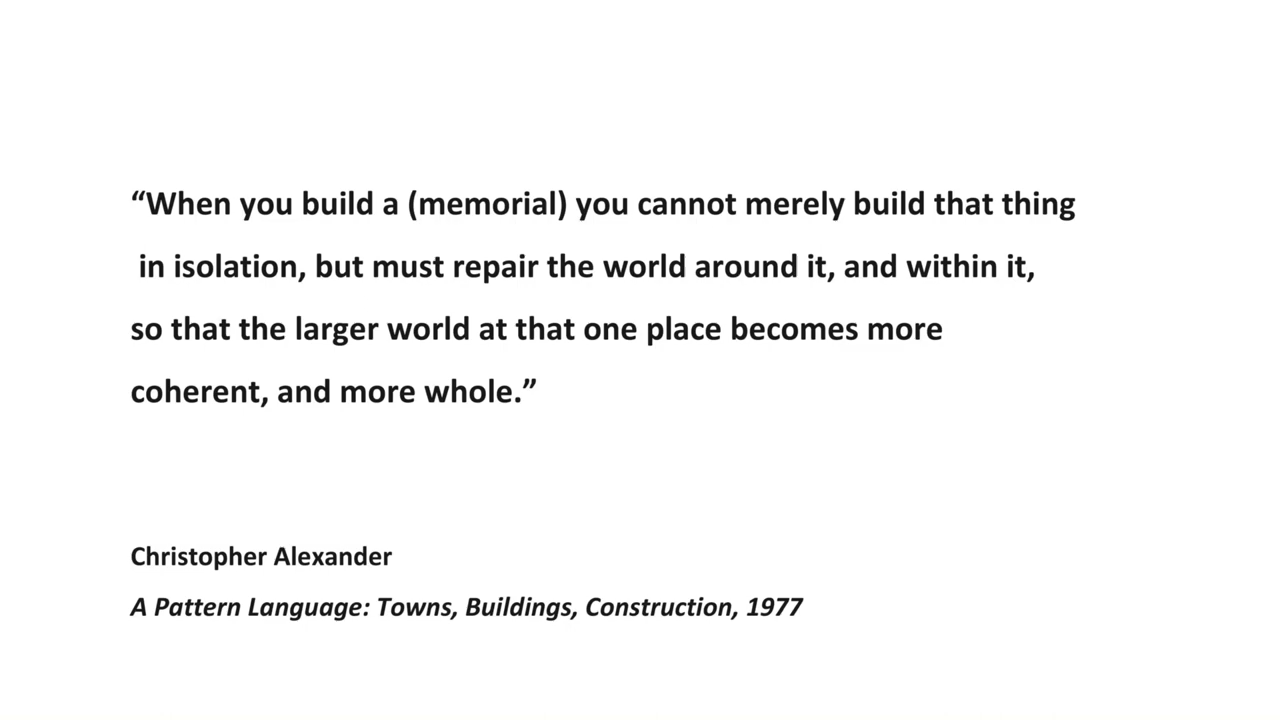 “When you build a (memorial) you cannot merely build that thing
in isolation, but must repair the world around it, and within it,
so that the larger world at that one place becomes more
coherent, and more whole.”
Christopher Alexander
A Pattern Language: Towns, Buildings, Construction, 1977